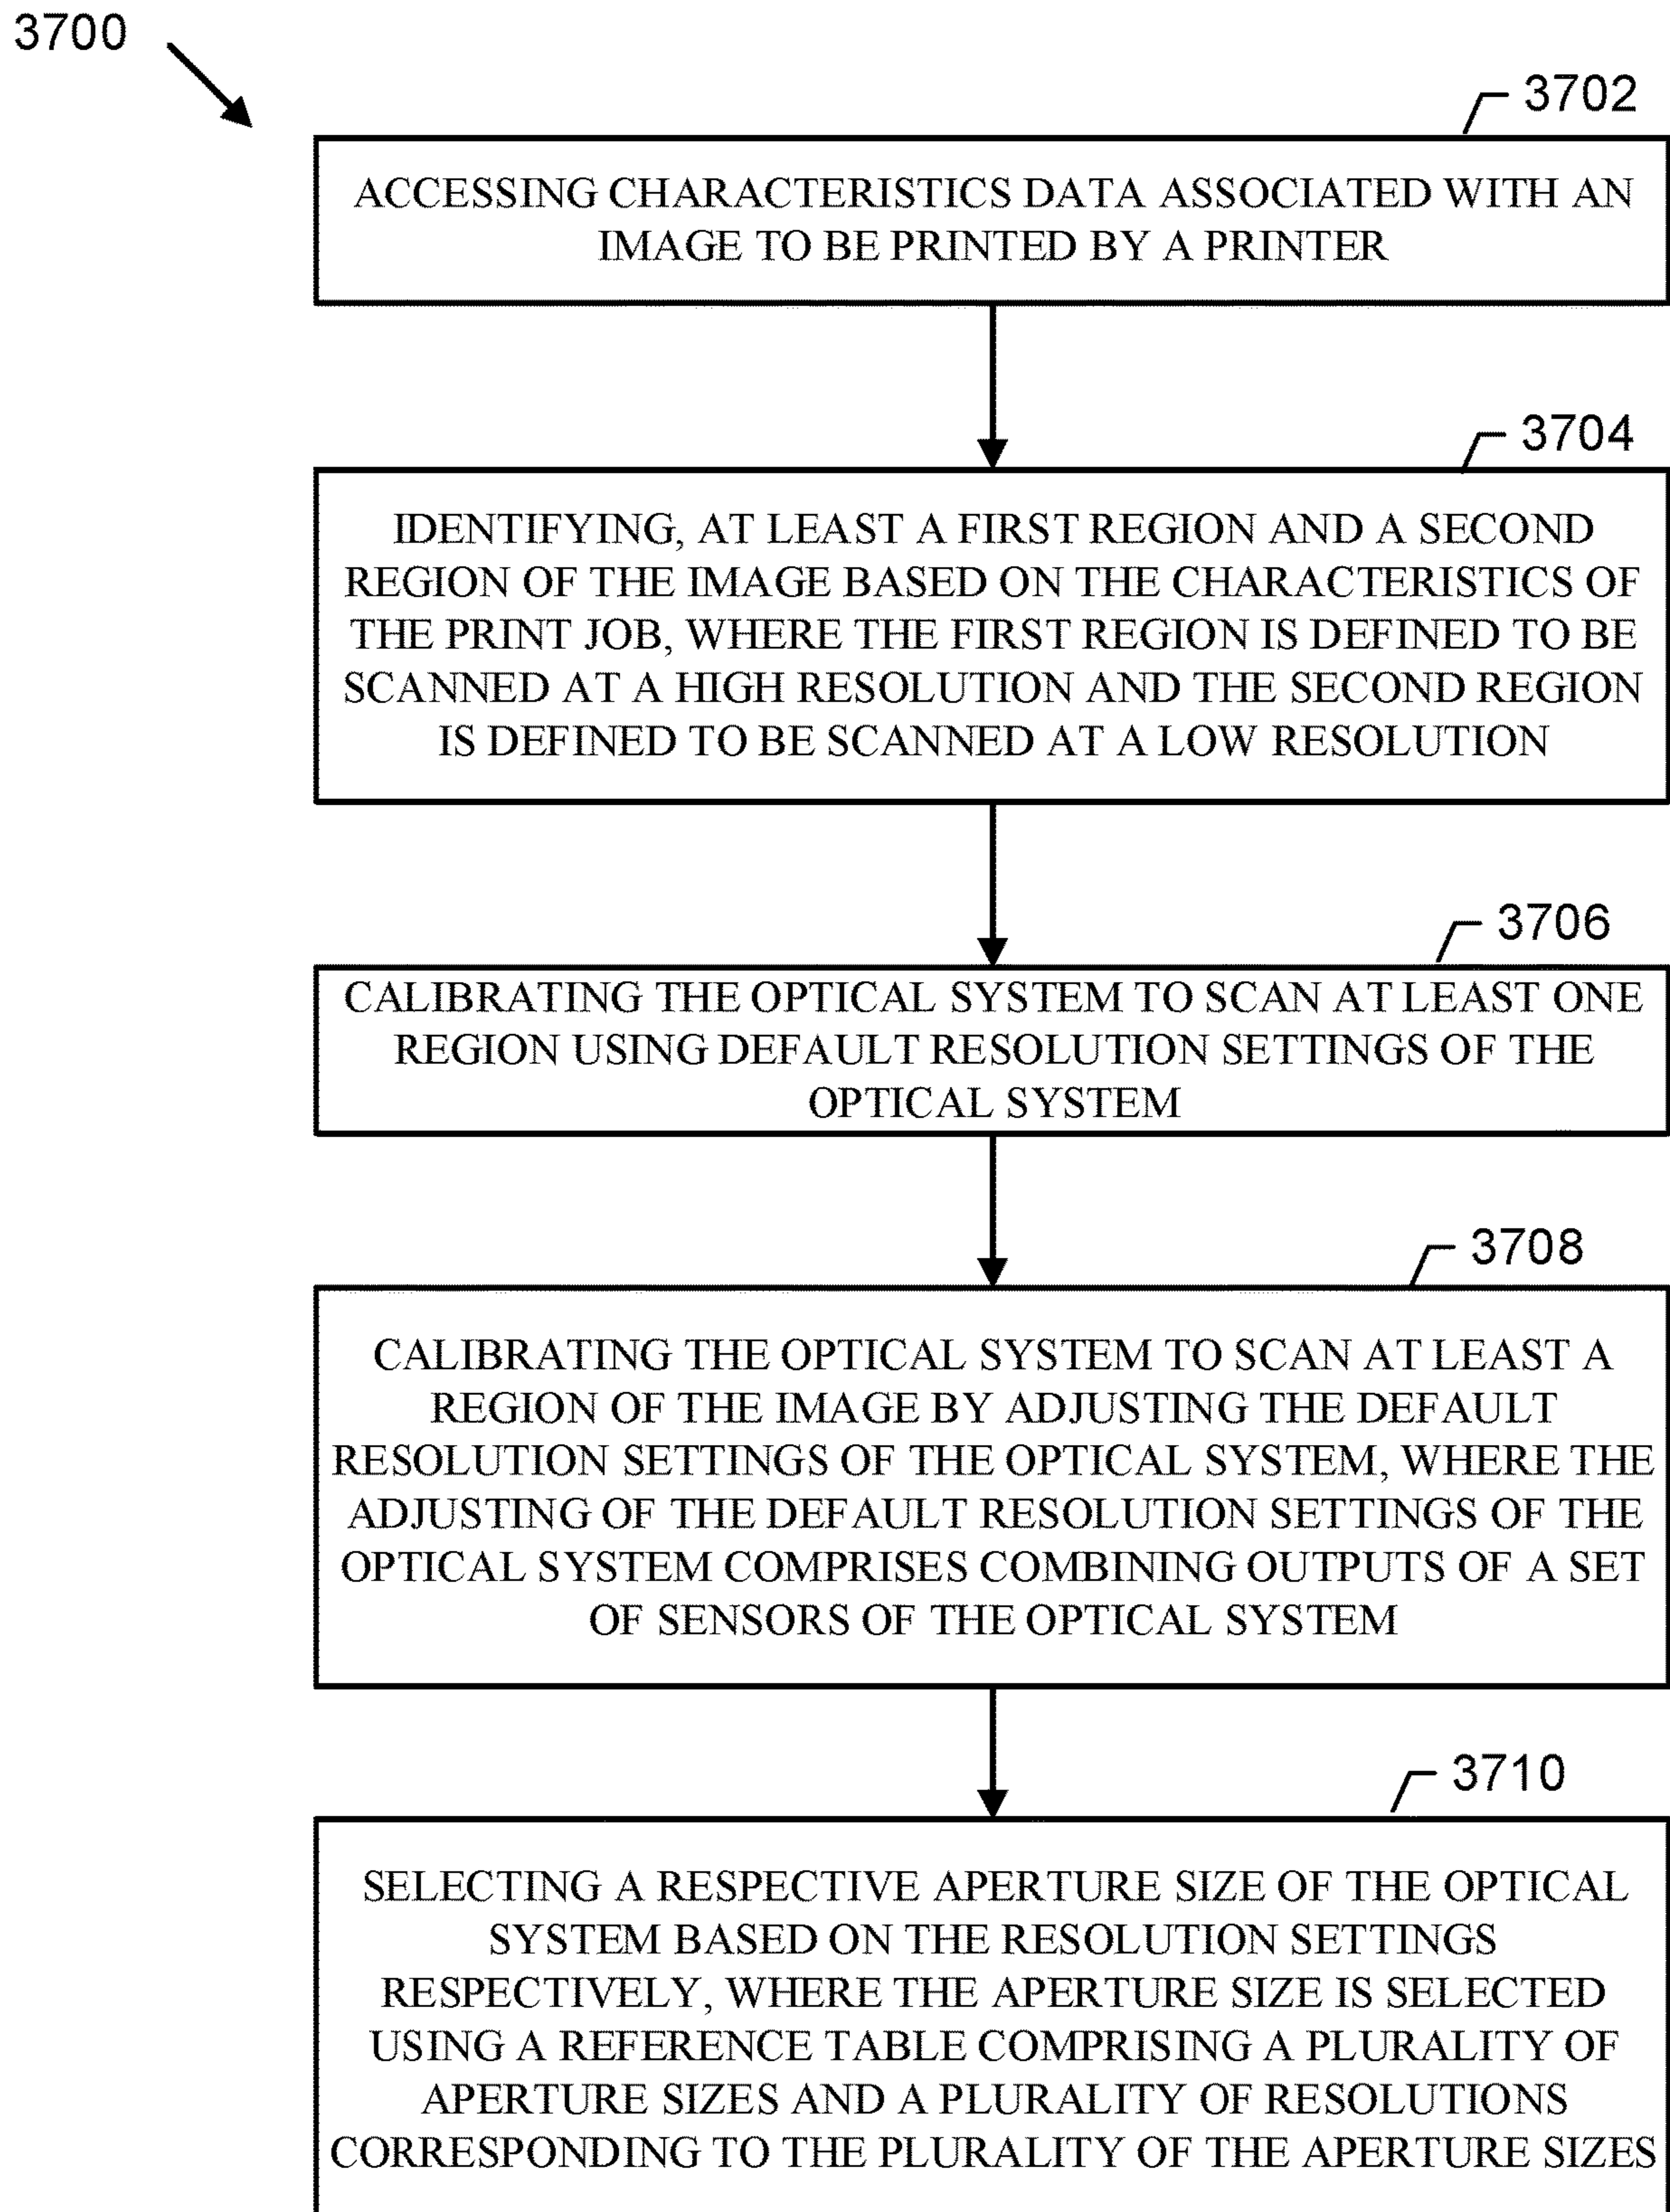 3700
3702
ACCESSING CHARACTERISTICS DATA ASSOCIATED WITH AN
IMAGE TO BE PRINTED BY A PRINTER
3704
IDENTIFYING, AT LEAST A FIRST REGION AND A SECOND
REGION OF THE IMAGE BASED ON THE CHARACTERISTICS OF
THE PRINT JOB, WHERE THE FIRST REGION IS DEFINED TO BE
SCANNED AT A HIGH RESOLUTION AND THE SECOND REGION
IS DEFINED TO BE SCANNED AT A LOW RESOLUTION
3706
CALIBRATING THE OPTICAL SYSTEM TO SCAN AT LEAST ONE
REGION USING DEFAULT RESOLUTION SETTINGS OF THE
OPTICAL SYSTEM
3708
CALIBRATING THE OPTICAL SYSTEM TO SCAN AT LEAST A
REGION OF THE IMAGE BY ADJUSTING THE DEFAULT
RESOLUTION SETTINGS OF THE OPTICAL SYSTEM, WHERE THE
ADJUSTING OF THE DEFAULT RESOLUTION SETTINGS OF THE
OPTICAL SYSTEM COMPRISES COMBINING OUTPUTS OF A SET
OF SENSORS OF THE OPTICAL SYSTEM
3710
SELECTING A RESPECTIVE APERTURE SIZE OF THE OPTICAL
SYSTEM BASED ON THE RESOLUTION SETTINGS
RESPECTIVELY, WHERE THE APERTURE SIZE IS SELECTED
USING A REFERENCE TABLE COMPRISING A PLURALITY OF
APERTURE SIZES AND A PLURALITY OF RESOLUTIONS
CORRESPONDING TO THE PLURALITY OF THE APERTURE SIZES